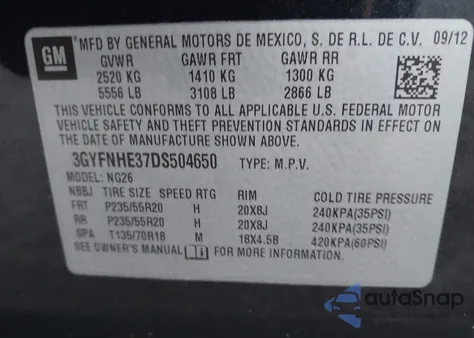 GM
*MFD BY GENERAL MOTORS DE MEXICO, S. DE R.L. DE C.V. 09/12
GVWR GAWR FRT GAWR RR
2520 KG 1410 KG 1300 KG
5556 LB 3108 LB 2866 LB
THIS VEHICLE CONFORMS TO ALL APPLICABLE U.S. FEDERAL MOTOR
VEHICLE SAFETY AND THEFT PREVENTION STANDARDS IN EFFECT ON
THE DATE OF MANUFACTURE SHOWN ABOVE.
3GYFNHE37DS504650 TYPE: M.P.V.
MODEL: NG26
NBBJ TIRE SIZE SPEED RTG RIM COLD TIRE PRESSURE
FRT P235/55R20 H 20X8J 240KPA(35PSI)
RR P235/55R20 H 20X8J 240KPA(35PSI)
SPA T135/70R18 M 18X4.5B 420KPA(60PSI)
SEE OWNER'S MANUAL FOR MORE INFORMATION
autoSnap